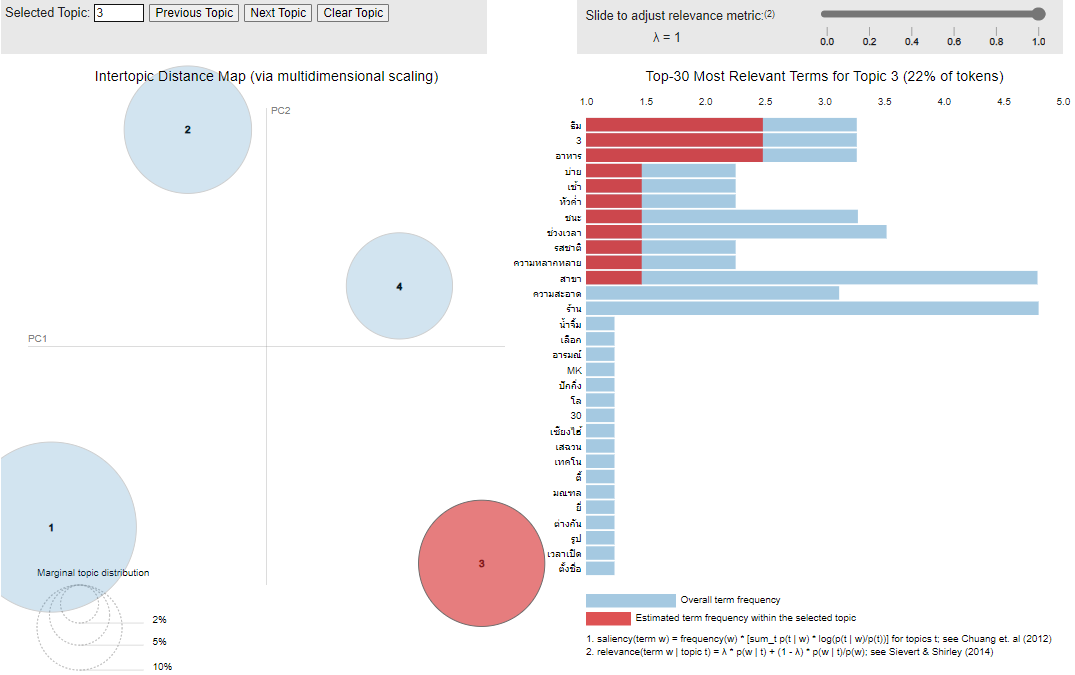 Selected Topic: 3 Previous Topic Next Topic Clear Topic
Slide to adjust relevance metric:(2)
λ = 1
0.0 0.2 0.4 0.6 0.8 1.0
Intertopic Distance Map (via multidimensional scaling)
PC2
PC1
2
4
1
3
Marginal topic distribution
2%
5%
10%
Top-30 Most Relevant Terms for Topic 3 (22% of tokens)
1.0 1.5 2.0 2.5 3.0 3.5 4.0 4.5 5.0
ธีม
3
อาหาร
บ่าย
เช้า
หัวค่ำ
ชนะ
ช่วงเวลา
รสชาติ
ความหลากหลาย
สาขา
ความสะอาด
ร้าน
น้ำจิ้ม
เลือก
อารมณ์
MK
ปักกิ่ง
โล
30
เซี่ยงไฮ้
เสฉวน
เทคโน
ตี้
มณฑล
ยี่
ต่างกัน
รูป
เวลาเปิด
ตั้งชื่อ
Overall term frequency
Estimated term frequency within the selected topic
1. saliency(term w) = frequency(w) * [sum_t p(t | w) * log(p(t | w)/p(t))] for topics t; see Chuang et. al (2012)
2. relevance(term w | topic t) = λ * p(w | t) + (1 - λ) * p(w | t)/p(w); see Sievert & Shirley (2014)